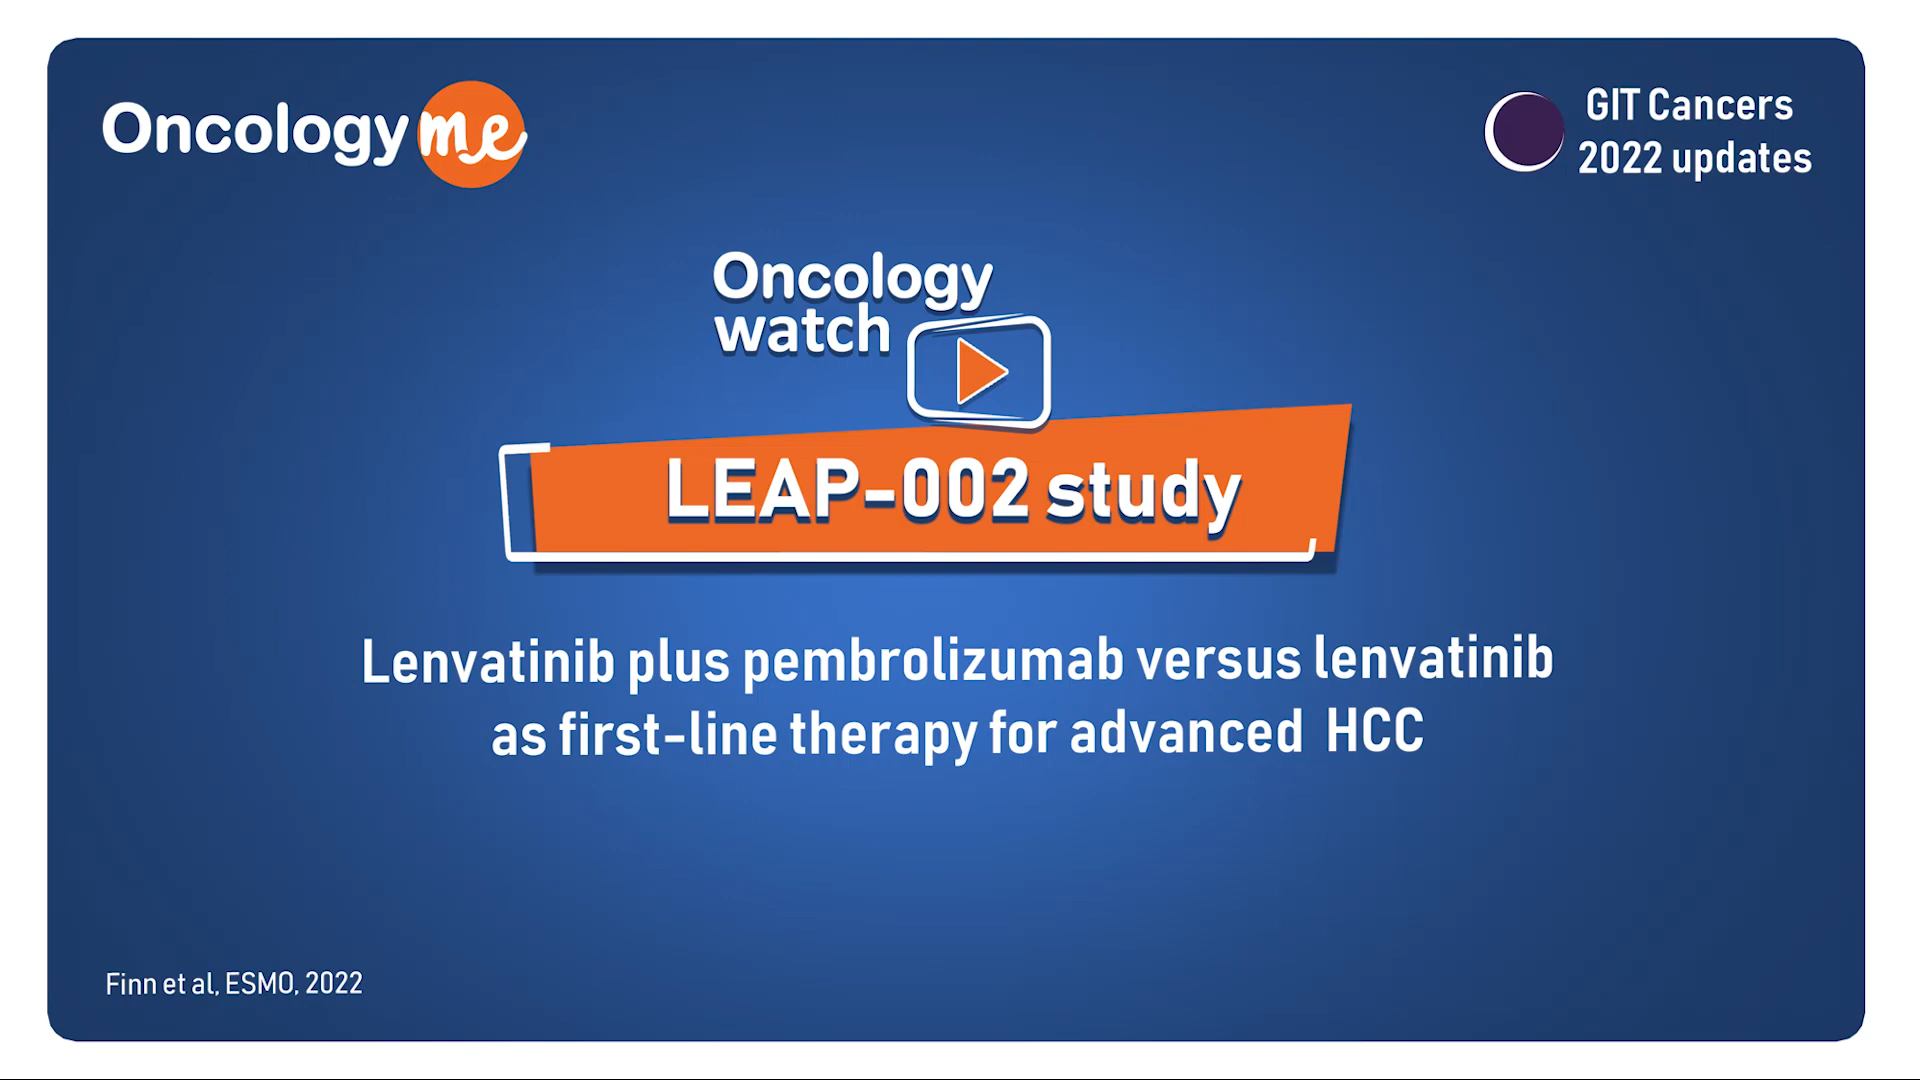 Oncology me
GIT Cancers
2022 updates
Oncology
watch
LEAP-002 study
Lenvatinib plus pembrolizumab versus lenvatinib
as first-line therapy for advanced HCC
Finn et al, ESMO, 2022